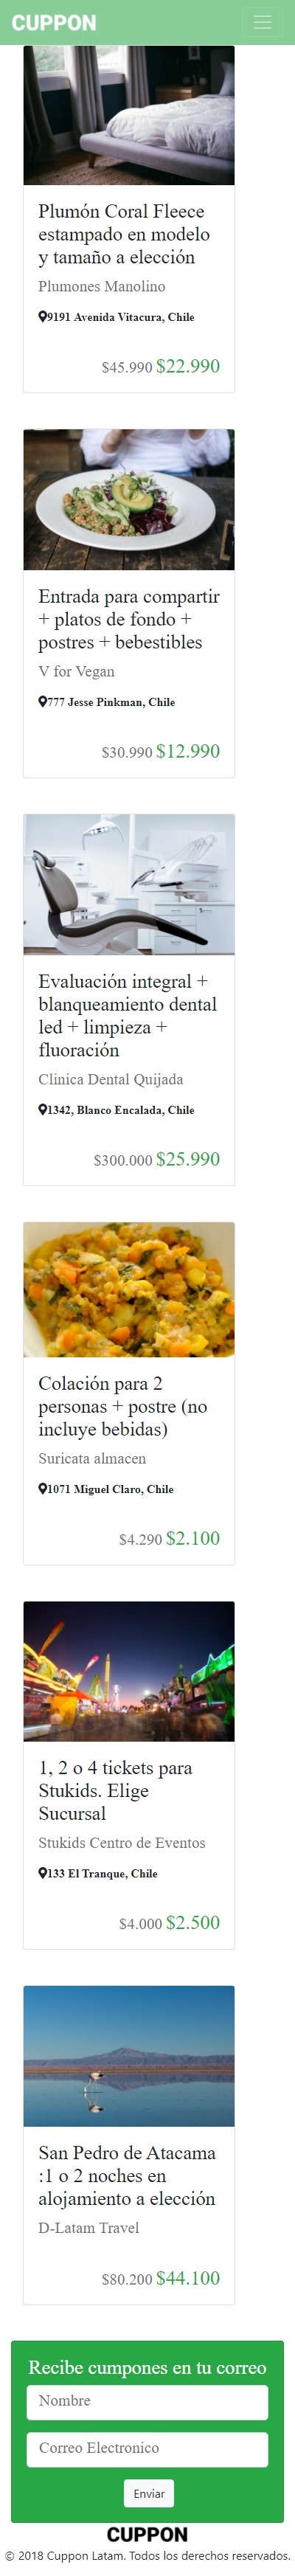 CUPPON
Plumón Coral Fleece
estampado en modelo
y tamaño a elección
Plumones Manolino
9191 Avenida Vitacura, Chile
$45.990 $22.990
Entrada para compartir
+ platos de fondo +
postres + bebestibles
V for Vegan
777 Jesse Pinkman, Chile
$30.990 $12.990
Evaluación integral +
blanqueamiento dental
led + limpieza +
fluoración
Clinica Dental Quijada
1342, Blanco Encalada, Chile
$300.000 $25.990
Colación para 2
personas + postre (no
incluye bebidas)
Suricata almacen
1071 Miguel Claro, Chile
$4.290 $2.100
1, 2 o 4 tickets para
Stukids. Elige
Sucursal
Stukids Centro de Eventos
133 El Tranque, Chile
$4.000 $2.500
San Pedro de Atacama
:1 o 2 noches en
alojamiento a elección
D-Latam Travel
$80.200 $44.100
Recibe cumpones en tu correo
Nombre
Correo Electronico
Enviar
CUPPON
© 2018 Cuppon Latam. Todos los derechos reservados.